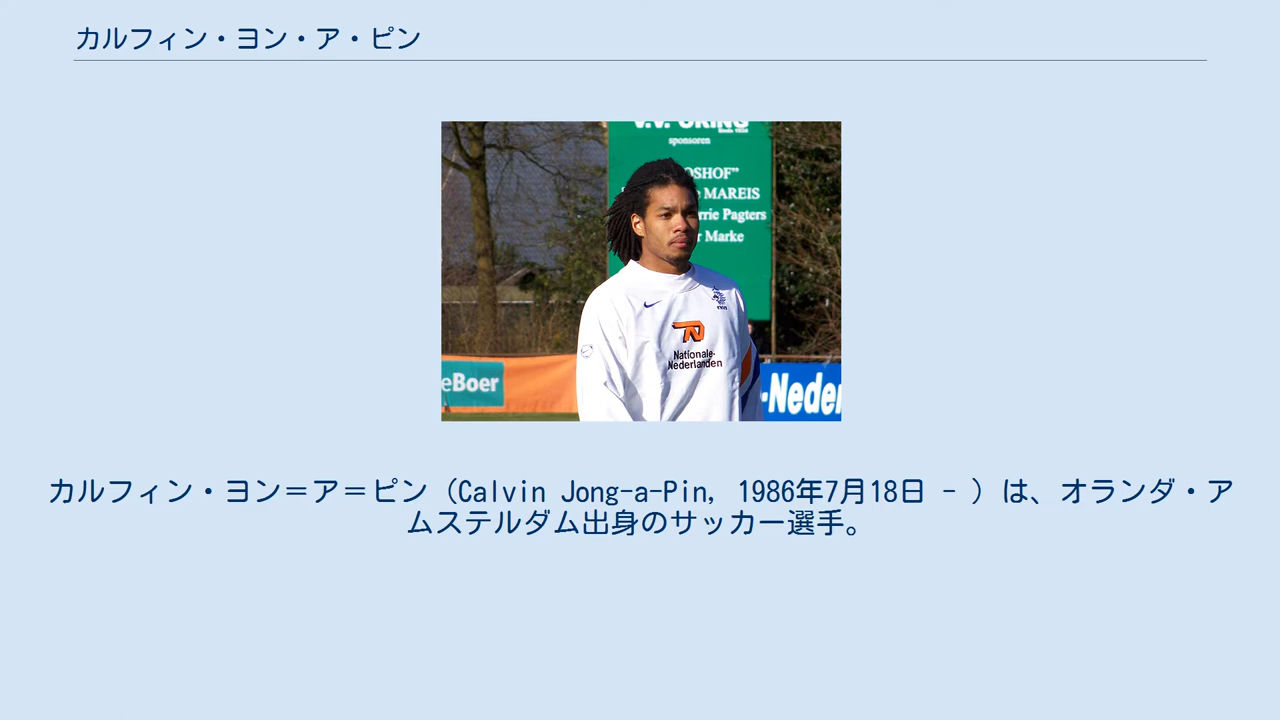 カルフィン・ヨン・ア・ピン
sponsoren
MAREIS
Pagters
Marke
Nationale-
Nederlanden
eBoer
-Neder
カルフィン・ヨン＝ア＝ピン（Calvin Jong-a-Pin, 1986年7月18日 - ）は、オランダ・ア
ムステルダム出身のサッカー選手。